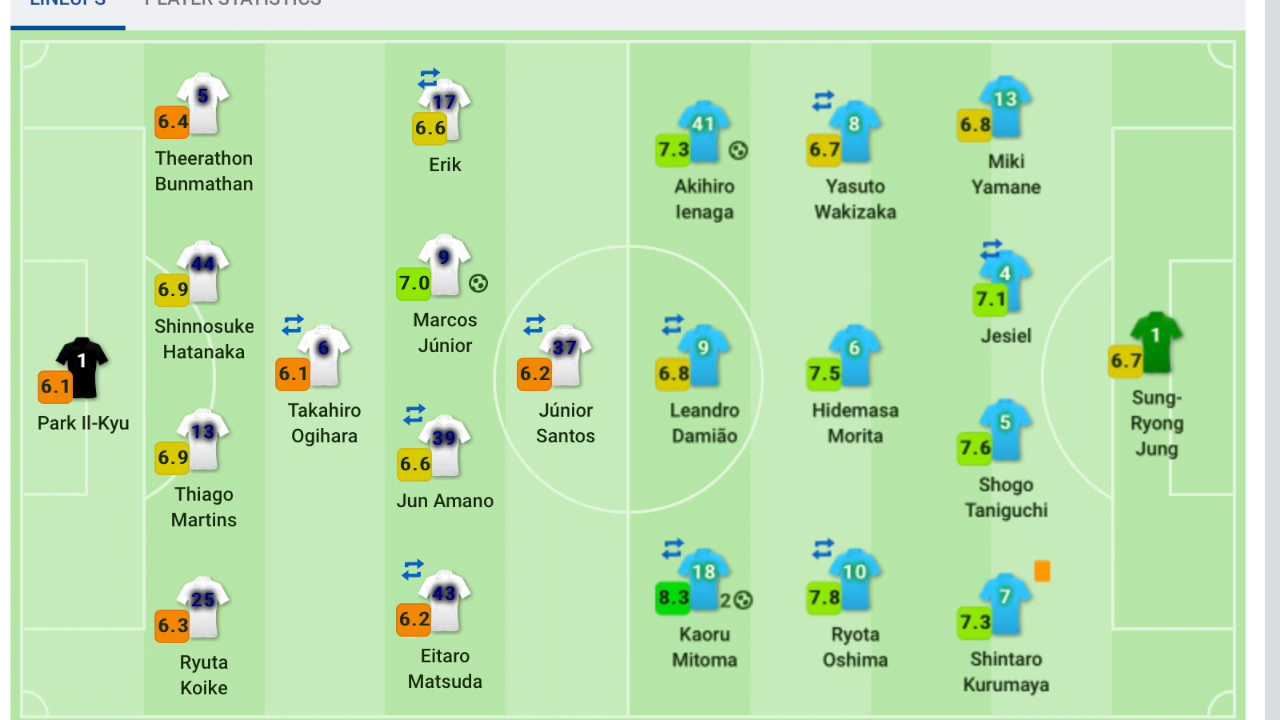 LINEUPS PLAYER STATISTICS
5
6.4
Theerathon
Bunmathan
44
6.9
Shinnosuke
Hatanaka
1
6.1
Park Il-Kyu
13
6.9
Thiago
Martins
25
6.3
Ryuta
Koike
6
6.1
Takahiro
Ogihara
17
6.6
Erik
9
7.0
Marcos
Júnior
39
6.6
Jun Amano
43
6.2
Eitaro
Matsuda
37
6.2
Júnior
Santos
41
7.3
Akihiro
Ienaga
9
6.8
Leandro
Damião
18
8.3
2
Kaoru
Mitoma
8
6.7
Yasuto
Wakizaka
6
7.5
Hidemasa
Morita
10
7.8
Ryota
Oshima
13
6.8
Miki
Yamane
4
7.1
Jesiel
5
7.6
Shogo
Taniguchi
7
7.3
Shintaro
Kurumaya
1
6.7
Sung-
Ryong
Jung